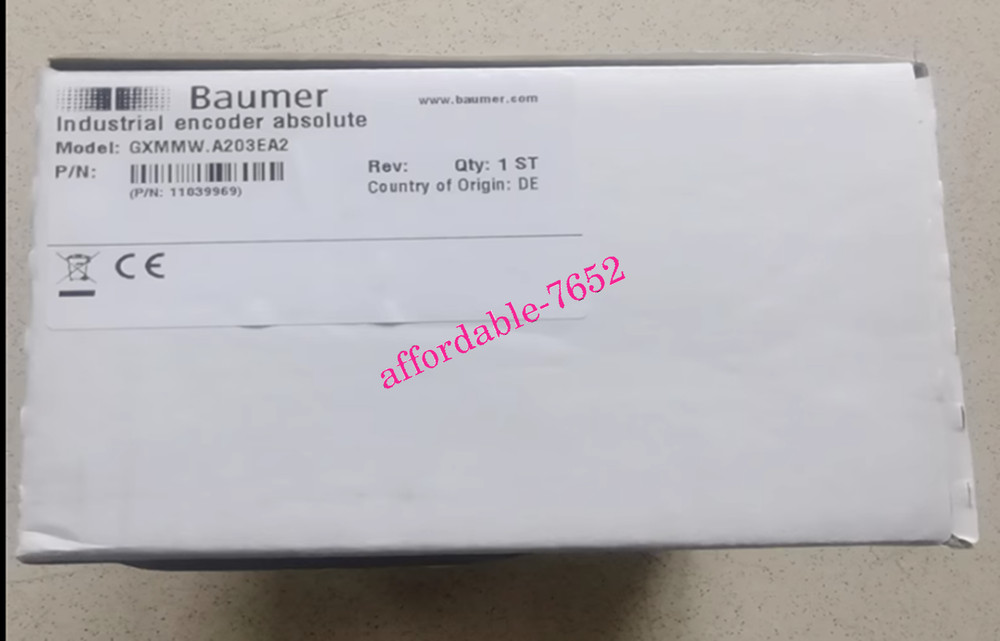 Baumer
www.baumer.com
Industrial encoder absolute
Model: GXMMW.A203EA2
P/N:
(P/N: 11039969)
Rev: Qty: 1 ST
Country of Origin: DE
CE
affordable-7652